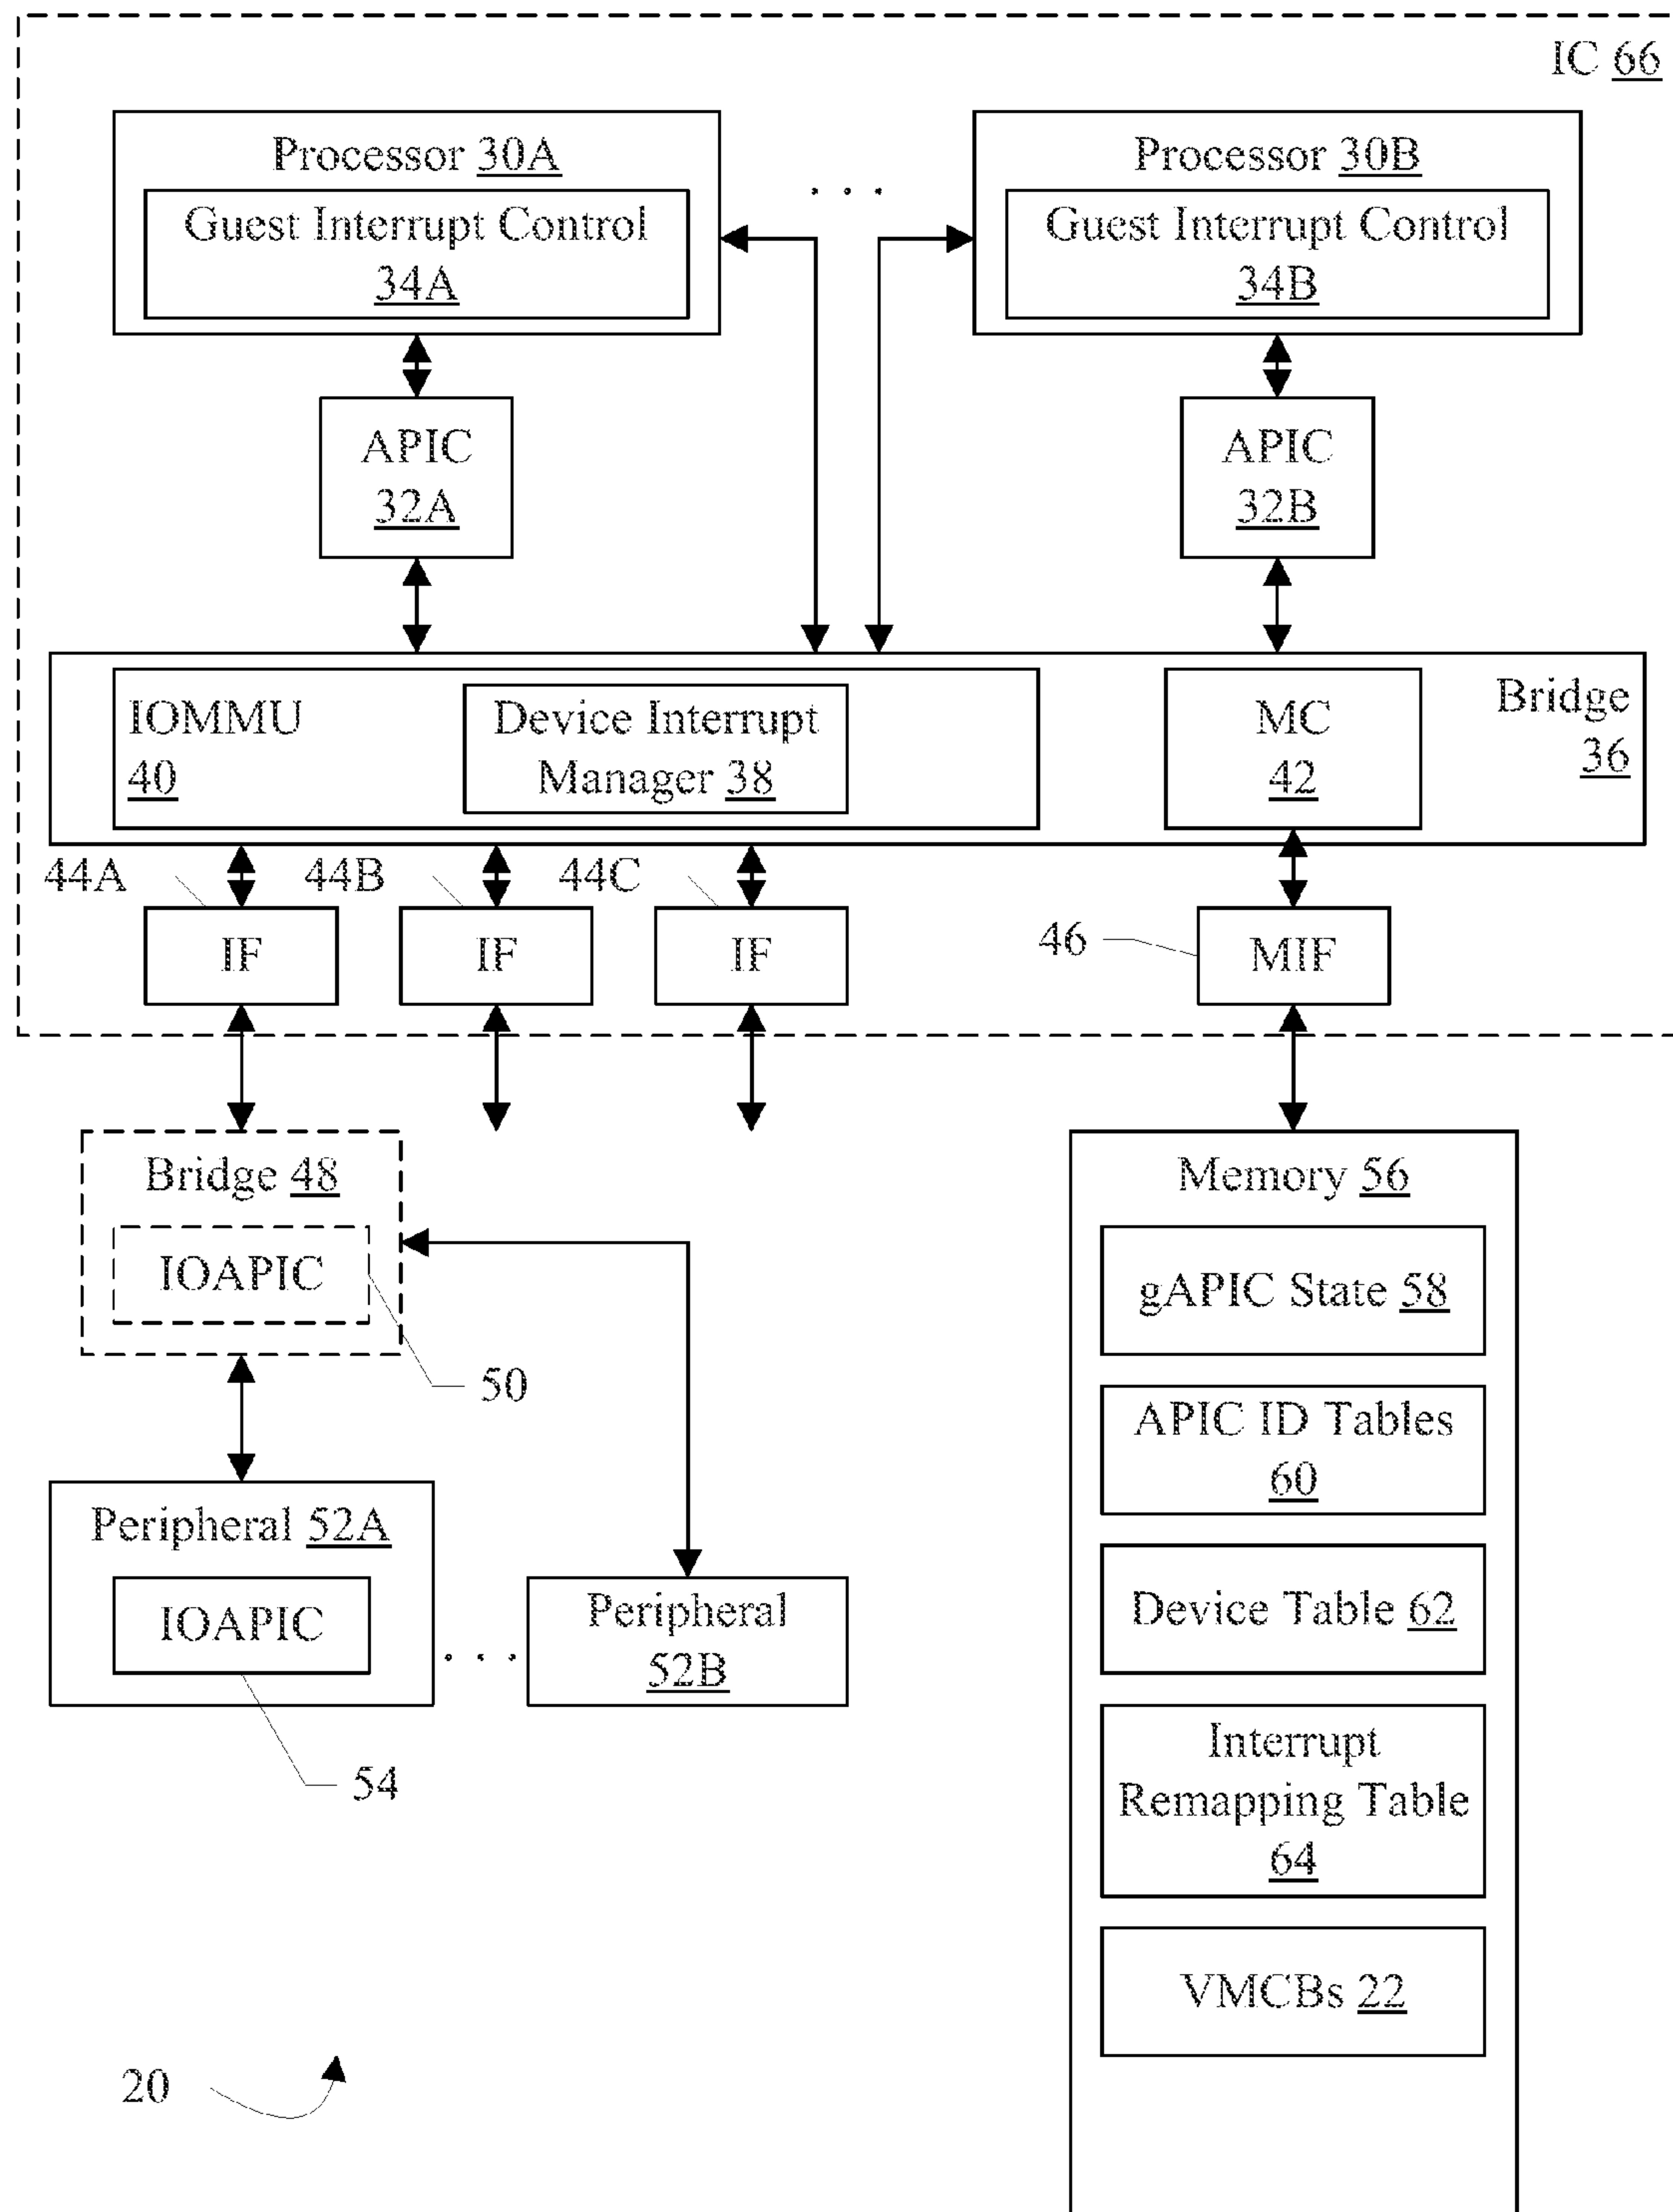 IC 66
Processor 30A
Guest Interrupt Control
34A
. . .
Processor 30B
Guest Interrupt Control
34B
APIC
32A
APIC
32B
IOMMU
40
Device Interrupt
Manager 38
MC
42
Bridge
36
44A
44B
44C
IF
IF
IF
46
MIF
Bridge 48
IOAPIC
50
Peripheral 52A
IOAPIC
54
. . .
Peripheral
52B
Memory 56
gAPIC State 58
APIC ID Tables
60
Device Table 62
Interrupt
Remapping Table
64
VMCBs 22
20